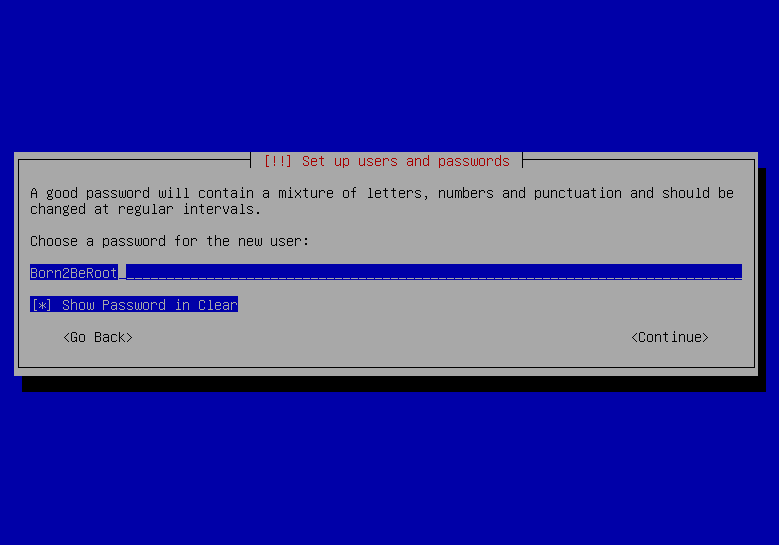 [!!] Set up users and passwords
A good password will contain a mixture of letters, numbers and punctuation and should be
changed at regular intervals.
Choose a password for the new user:
Born2BeRoot
[*] Show Password in Clear
<Go Back> <Continue>